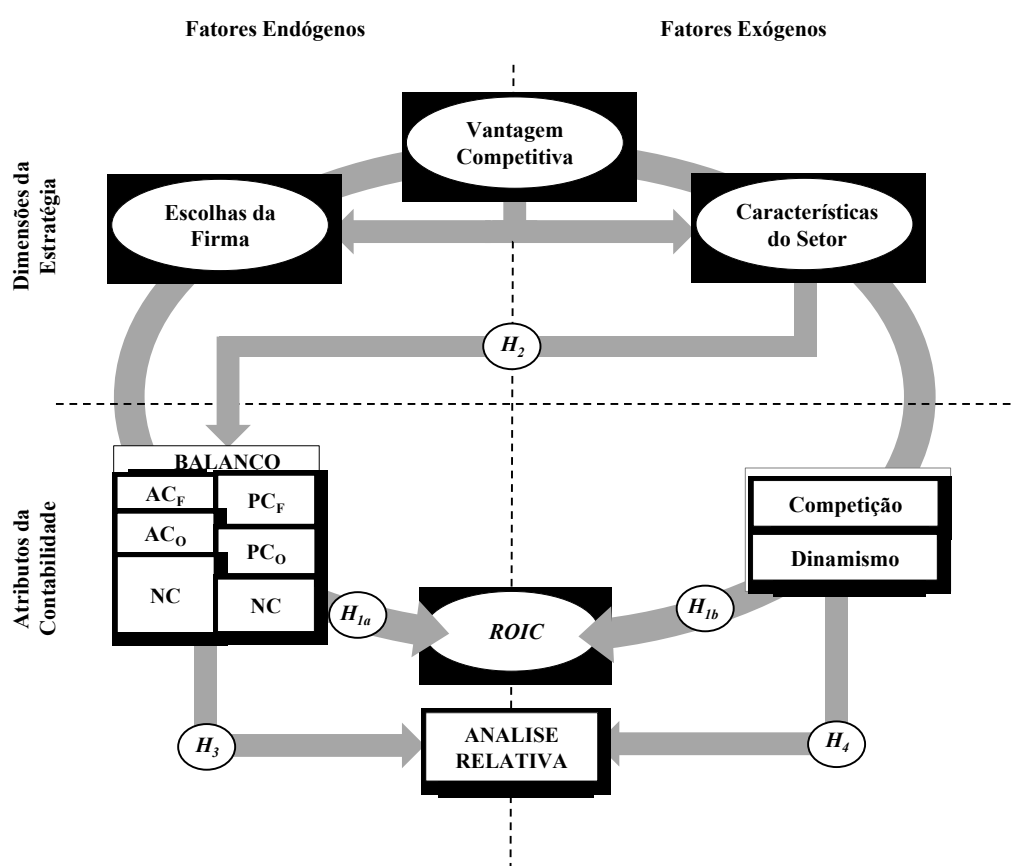 Fatores Endógenos
Fatores Exógenos
Dimensões da
Estratégia
Vantagem
Competitiva
Escolhas da
Firma
Características
do Setor
H2
Atributos da
Contabilidade
BALANCO
ACF
PCF
ACO
PCO
NC
NC
Competição
Dinamismo
H1a
ROIC
H1b
H3
ANALISE
RELATIVA
H4